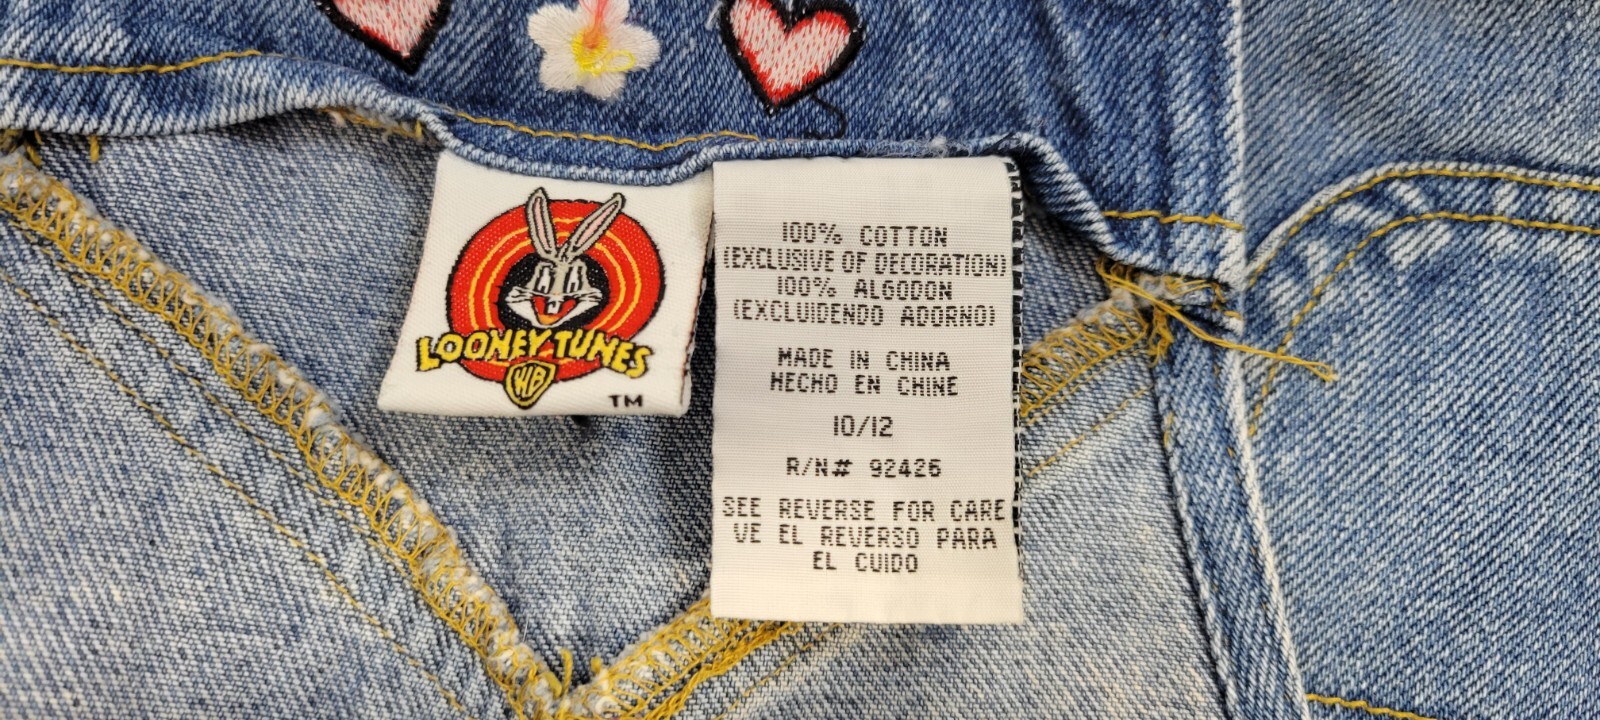 LOONEY TUNES
WB
TM
100% COTTON
(EXCLUSIVE OF DECORATION)
100% ALGODON
(EXCLUIDENDO ADORNO)
MADE IN CHINA
HECHO EN CHINE
10/12
R/N# 92426
SEE REVERSE FOR CARE
VE EL REVERSO PARA
EL CUIDO